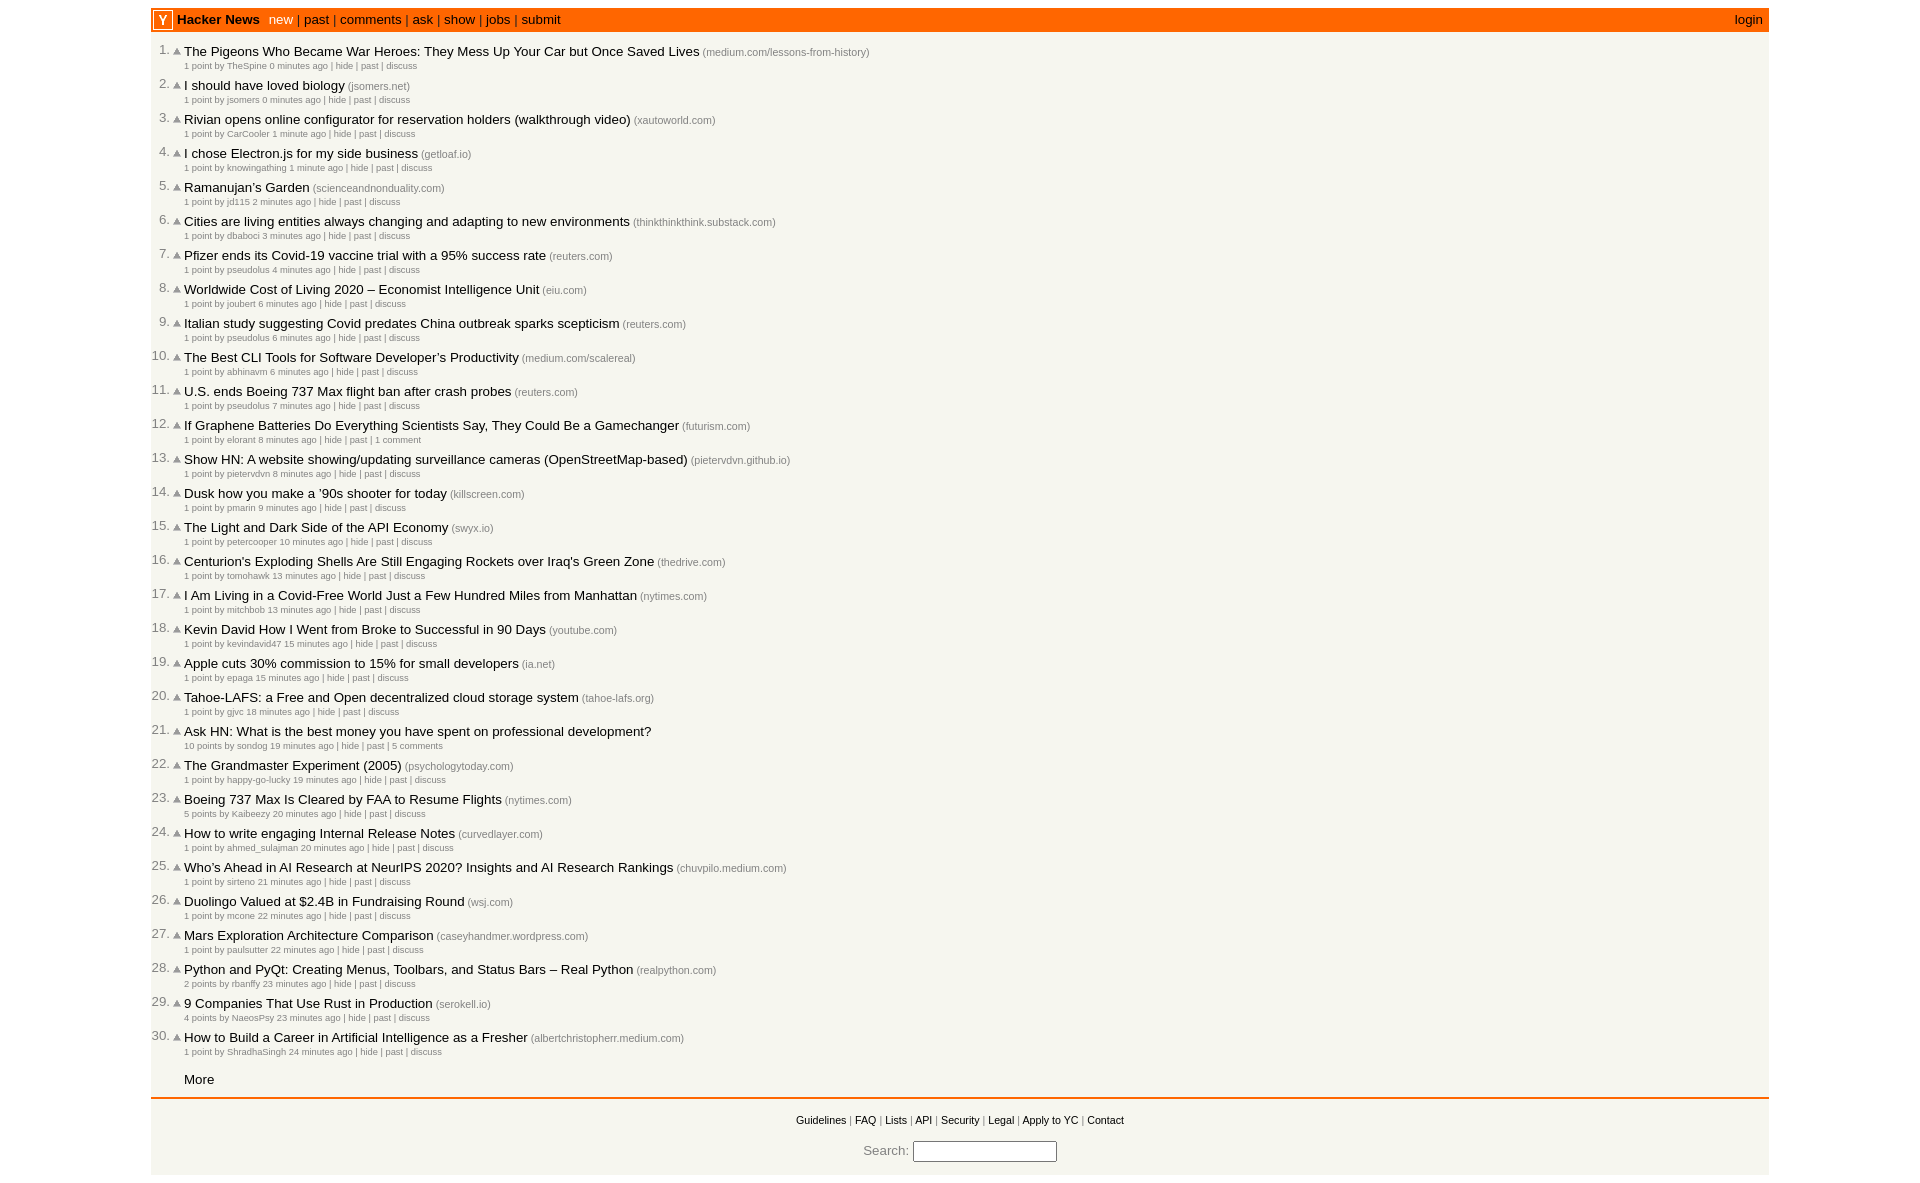 Y Hacker News new | past | comments | ask | show | jobs | submit login
1. The Pigeons Who Became War Heroes: They Mess Up Your Car but Once Saved Lives (medium.com/lessons-from-history)
1 point by TheSpine 0 minutes ago | hide | past | discuss
2. I should have loved biology (jsomers.net)
1 point by jsomers 0 minutes ago | hide | past | discuss
3. Rivian opens online configurator for reservation holders (walkthrough video) (xautoworld.com)
1 point by CarCooler 1 minute ago | hide | past | discuss
4. I chose Electron.js for my side business (getloaf.io)
1 point by knowingathing 1 minute ago | hide | past | discuss
5. Ramanujan’s Garden (scienceandnonduality.com)
1 point by jd115 2 minutes ago | hide | past | discuss
6. Cities are living entities always changing and adapting to new environments (thinkthinkthink.substack.com)
1 point by dbaboci 3 minutes ago | hide | past | discuss
7. Pfizer ends its Covid-19 vaccine trial with a 95% success rate (reuters.com)
1 point by pseudolus 4 minutes ago | hide | past | discuss
8. Worldwide Cost of Living 2020 – Economist Intelligence Unit (eiu.com)
1 point by joubert 6 minutes ago | hide | past | discuss
9. Italian study suggesting Covid predates China outbreak sparks scepticism (reuters.com)
1 point by pseudolus 6 minutes ago | hide | past | discuss
10. The Best CLI Tools for Software Developer’s Productivity (medium.com/scalereal)
1 point by abhinavm 6 minutes ago | hide | past | discuss
11. U.S. ends Boeing 737 Max flight ban after crash probes (reuters.com)
1 point by pseudolus 7 minutes ago | hide | past | discuss
12. If Graphene Batteries Do Everything Scientists Say, They Could Be a Gamechanger (futurism.com)
1 point by elorant 8 minutes ago | hide | past | 1 comment
13. Show HN: A website showing/updating surveillance cameras (OpenStreetMap-based) (pietervdvn.github.io)
1 point by pietervdvn 8 minutes ago | hide | past | discuss
14. Dusk how you make a ’90s shooter for today (killscreen.com)
1 point by pmarin 9 minutes ago | hide | past | discuss
15. The Light and Dark Side of the API Economy (swyx.io)
1 point by petercooper 10 minutes ago | hide | past | discuss
16. Centurion's Exploding Shells Are Still Engaging Rockets over Iraq's Green Zone (thedrive.com)
1 point by tomohawk 13 minutes ago | hide | past | discuss
17. I Am Living in a Covid-Free World Just a Few Hundred Miles from Manhattan (nytimes.com)
1 point by mitchbob 13 minutes ago | hide | past | discuss
18. Kevin David How I Went from Broke to Successful in 90 Days (youtube.com)
1 point by kevindavid47 15 minutes ago | hide | past | discuss
19. Apple cuts 30% commission to 15% for small developers (ia.net)
1 point by epaga 15 minutes ago | hide | past | discuss
20. Tahoe-LAFS: a Free and Open decentralized cloud storage system (tahoe-lafs.org)
1 point by gjvc 18 minutes ago | hide | past | discuss
21. Ask HN: What is the best money you have spent on professional development?
10 points by sondog 19 minutes ago | hide | past | 5 comments
22. The Grandmaster Experiment (2005) (psychologytoday.com)
1 point by happy-go-lucky 19 minutes ago | hide | past | discuss
23. Boeing 737 Max Is Cleared by FAA to Resume Flights (nytimes.com)
5 points by Kaibeezy 20 minutes ago | hide | past | discuss
24. How to write engaging Internal Release Notes (curvedlayer.com)
1 point by ahmed_sulajman 20 minutes ago | hide | past | discuss
25. Who’s Ahead in AI Research at NeurIPS 2020? Insights and AI Research Rankings (chuvpilo.medium.com)
1 point by sirteno 21 minutes ago | hide | past | discuss
26. Duolingo Valued at $2.4B in Fundraising Round (wsj.com)
1 point by mcone 22 minutes ago | hide | past | discuss
27. Mars Exploration Architecture Comparison (caseyhandmer.wordpress.com)
1 point by paulsutter 22 minutes ago | hide | past | discuss
28. Python and PyQt: Creating Menus, Toolbars, and Status Bars – Real Python (realpython.com)
2 points by rbanffy 23 minutes ago | hide | past | discuss
29. 9 Companies That Use Rust in Production (serokell.io)
4 points by NaeosPsy 23 minutes ago | hide | past | discuss
30. How to Build a Career in Artificial Intelligence as a Fresher (albertchristopherr.medium.com)
1 point by ShradhaSingh 24 minutes ago | hide | past | discuss
More
Guidelines | FAQ | Lists | API | Security | Legal | Apply to YC | Contact
Search: